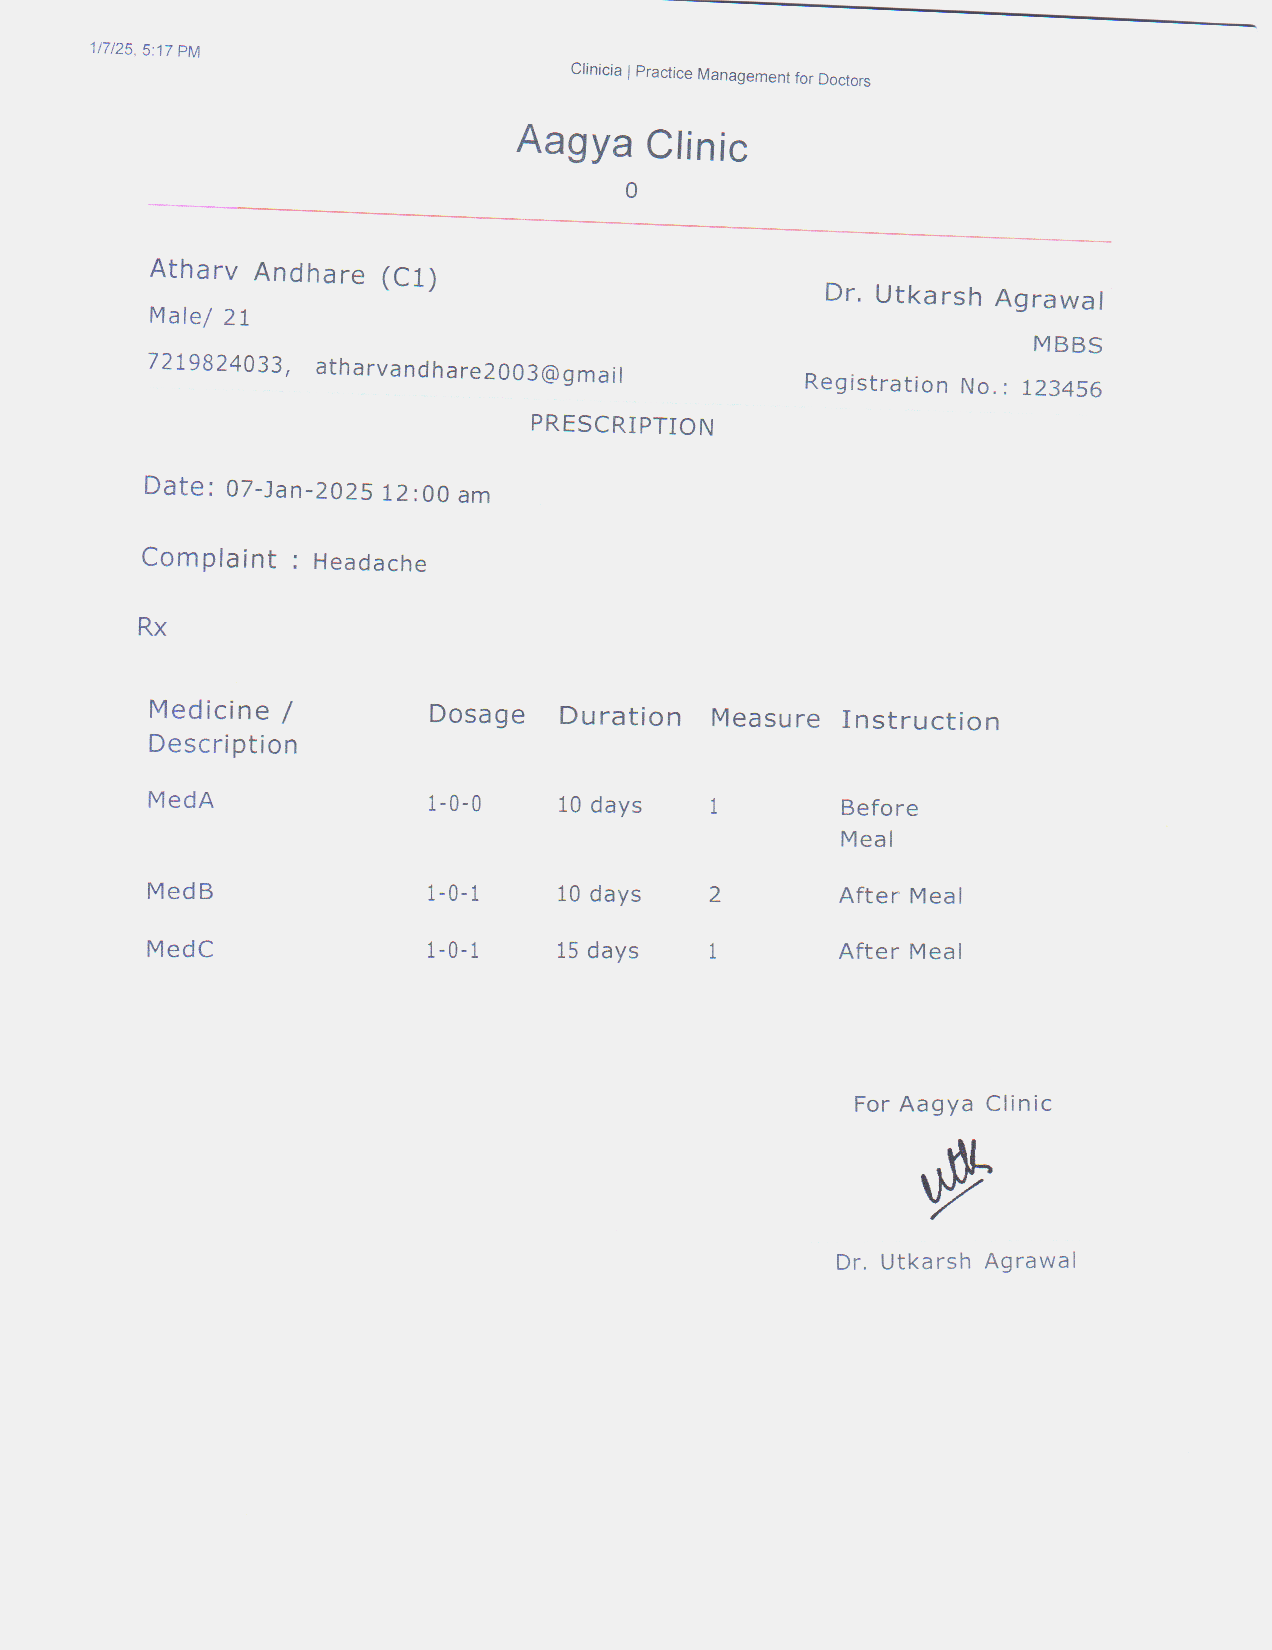 1/7/25, 5:17 PM
Clinicia | Practice Management for Doctors
Aagya Clinic
0
Atharv Andhare (C1)
Dr. Utkarsh Agrawal
Male/ 21
MBBS
7219824033, atharvandhare2003@gmail
Registration No.: 123456
PRESCRIPTION
Date: 07-Jan-2025 12:00 am
Complaint : Headache
Rx
Medicine / Dosage Duration Measure Instruction
Description
MedA 1-0-0 10 days 1 Before
Meal
MedB 1-0-1 10 days 2 After Meal
MedC 1-0-1 15 days 1 After Meal
For Aagya Clinic
Utk
Dr. Utkarsh Agrawal